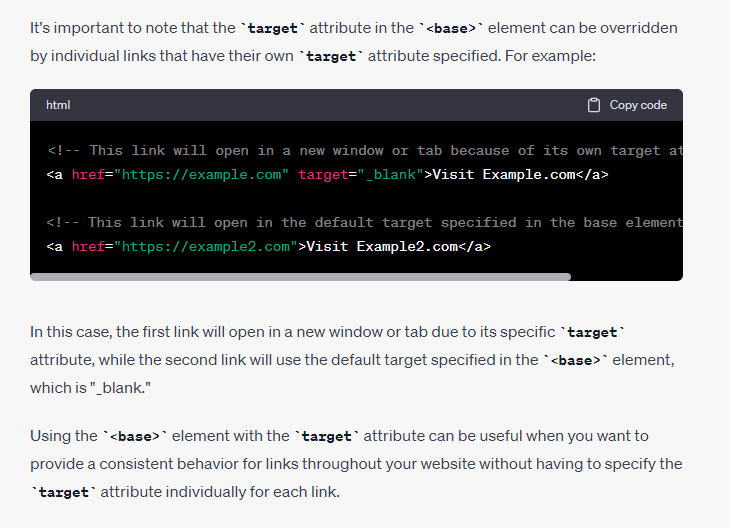 It's important to note that the `target` attribute in the `<base>` element can be overridden
by individual links that have their own `target` attribute specified. For example:
html
Copy code
<!-- This link will open in a new window or tab because of its own target at
<a href="https://example.com" target="_blank">Visit Example.com</a>
<!-- This link will open in the default target specified in the base element
<a href="https://example2.com">Visit Example2.com</a>
In this case, the first link will open in a new window or tab due to its specific `target`
attribute, while the second link will use the default target specified in the `<base>` element,
which is "_blank."
Using the `<base>` element with the `target` attribute can be useful when you want to
provide a consistent behavior for links throughout your website without having to specify the
`target` attribute individually for each link.